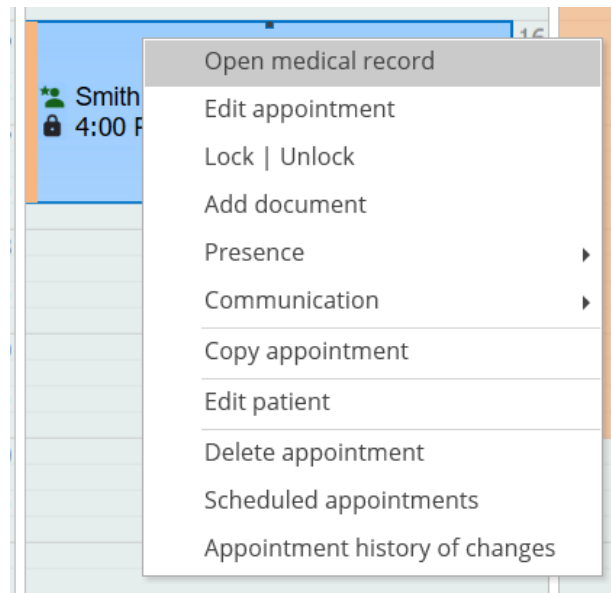 16
Smith
4:00
Open medical record
Edit appointment
Lock | Unlock
Add document
Presence
Communication
Copy appointment
Edit patient
Delete appointment
Scheduled appointments
Appointment history of changes